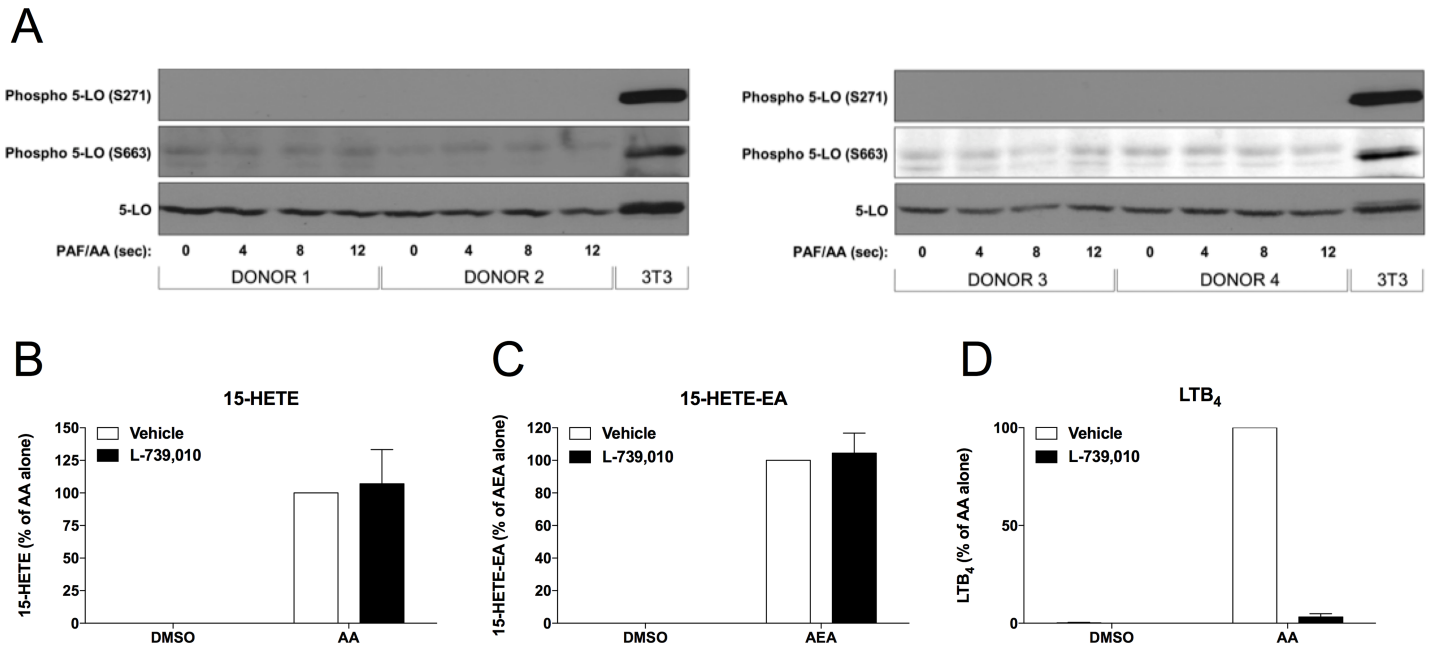 A
Phospho 5-LO (S271)
Phospho 5-LO (S663)
5-LO
PAF/AA (sec): 0 4 8 12 0 4 8 12
DONOR 1 DONOR 2 3T3
Phospho 5-LO (S271)
Phospho 5-LO (S663)
5-LO
PAF/AA (sec): 0 4 8 12 0 4 8 12
DONOR 3 DONOR 4 3T3
B
15-HETE
15-HETE (% of AA alone)
150
125
100
75
50
25
0
Vehicle
L-739,010
DMSO AA
C
15-HETE-EA
15-HETE-EA (% of AEA alone)
120
100
80
60
40
20
0
Vehicle
L-739,010
DMSO AEA
D
LTB4
LTB4 (% of AA alone)
100
50
0
Vehicle
L-739,010
DMSO AA